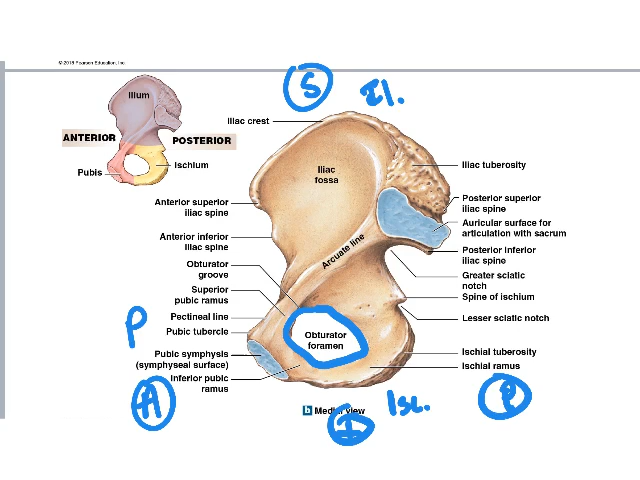 © 2018 Pearson Education, Inc.
S
Il.
Ilium
Iliac crest
ANTERIOR
POSTERIOR
Ischium
Pubis
Iliac
fossa
Iliac tuberosity
Anterior superior
iliac spine
Posterior superior
iliac spine
Auricular surface for
articulation with sacrum
Anterior inferior
iliac spine
Arcuate line
Posterior inferior
iliac spine
Obturator
groove
Greater sciatic
notch
Superior
pubic ramus
Spine of ischium
Pectineal line
Lesser sciatic notch
P
Pubic tubercle
Obturator
foramen
Pubic symphysis
(symphyseal surface)
Ischial tuberosity
Ischial ramus
Inferior pubic
ramus
A
Isc.
P
b Medial view
I